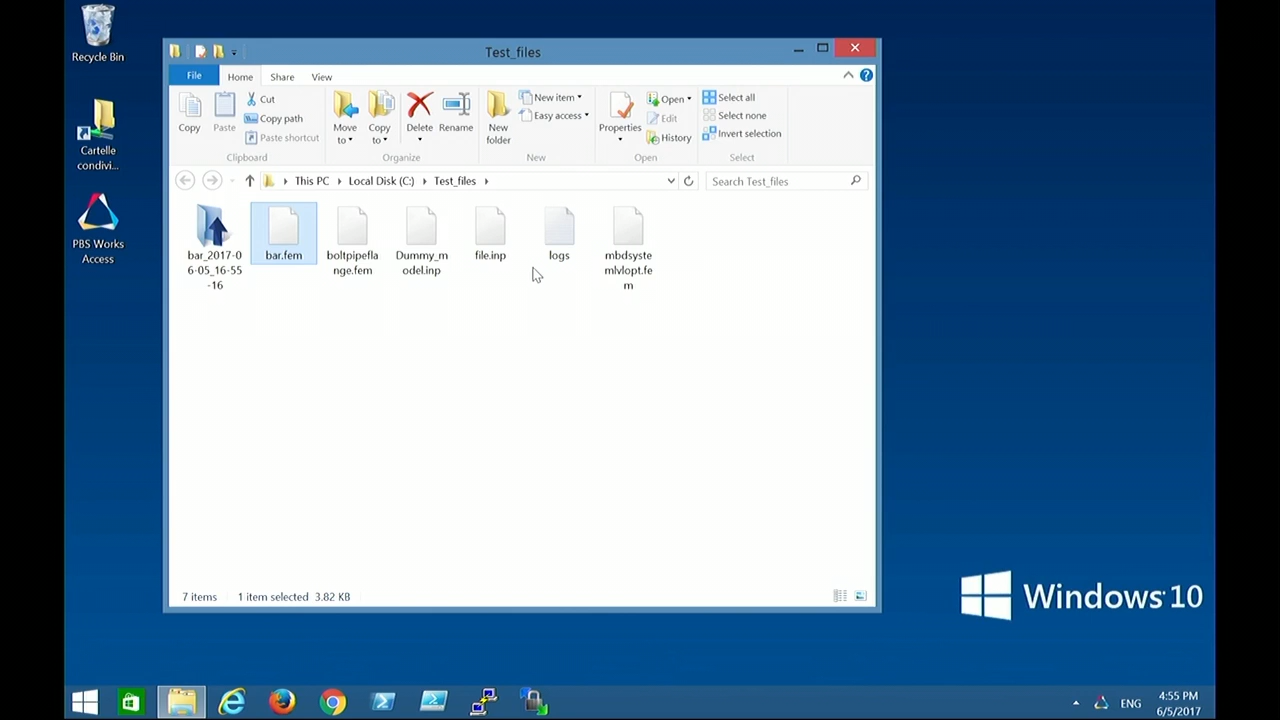 Recycle Bin
Cartelle
condivi...
PBS Works
Access
Test_files
File
Home
Share
View
Copy
Paste
Cut
Copy path
Paste shortcut
Clipboard
Move
to
Copy
to
Delete
Rename
Organize
New
folder
New item
Easy access
New
Properties
Open
Edit
History
Open
Select all
Select none
Invert selection
Select
This PC
Local Disk (C:)
Test_files
Search Test_files
bar_2017-0
6-05_16-55
-16
bar.fem
boltpipefla
nge.fem
Dummy_m
odel.inp
file.inp
logs
mbdsyste
mlvlopt.fe
m
7 items
1 item selected 3.82 KB
Windows 10
ENG
4:55 PM
6/5/2017